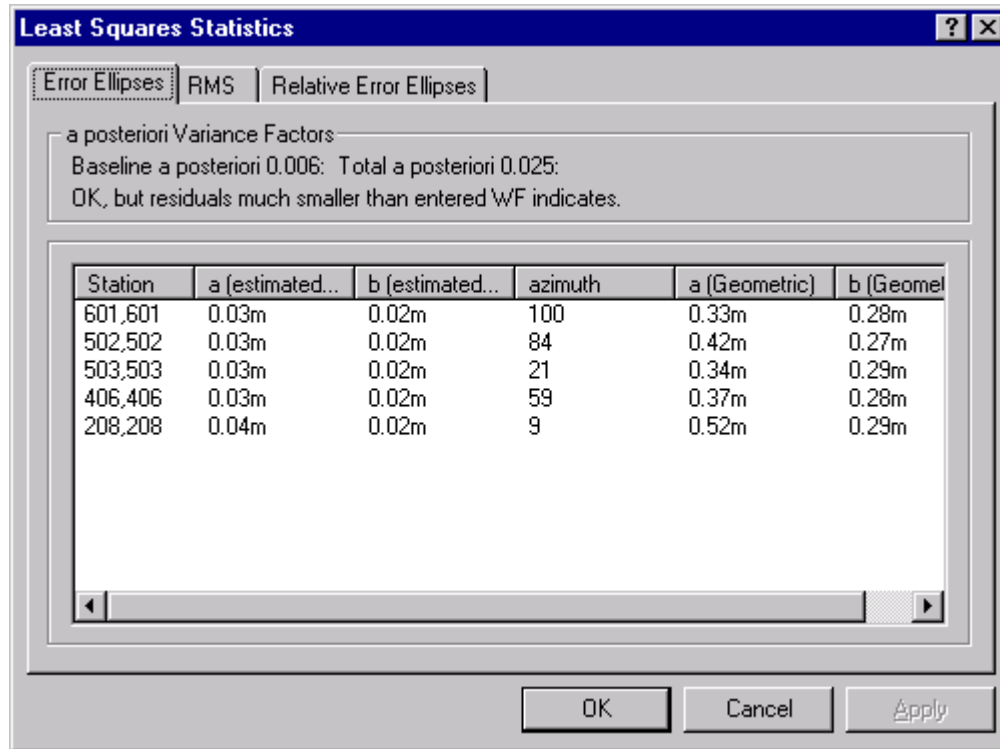 Least Squares Statistics
Error Ellipses RMS Relative Error Ellipses
a posteriori Variance Factors
Baseline a posteriori 0.006: Total a posteriori 0.025:
OK, but residuals much smaller than entered WF indicates.
Station a (estimated... b (estimated... azimuth a (Geometric) b (Geomet
601,601 0.03m 0.02m 100 0.33m 0.28m
502,502 0.03m 0.02m 84 0.42m 0.27m
503,503 0.03m 0.02m 21 0.34m 0.29m
406,406 0.03m 0.02m 59 0.37m 0.28m
208,208 0.04m 0.02m 9 0.52m 0.29m
OK Cancel Apply